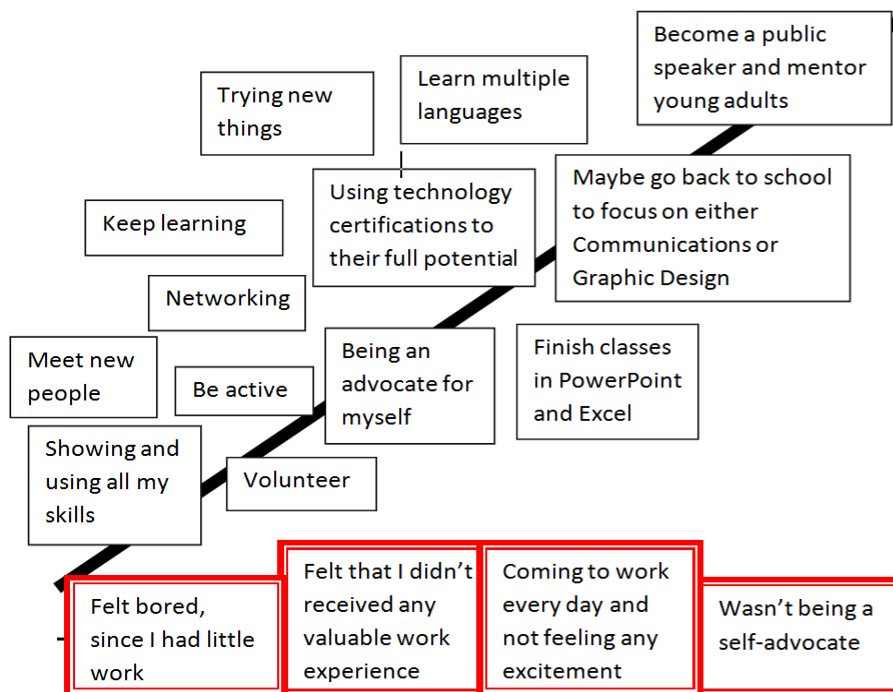 Become a public
speaker and mentor
young adults
Learn multiple
languages
Trying new
things
Maybe go back to school
to focus on either
Communications or
Graphic Design
Using technology
certifications to
their full potential
Keep learning
Networking
Being an
advocate for
myself
Finish classes
in PowerPoint
and Excel
Meet new
people
Be active
Showing and
using all my
skills
Volunteer
Felt bored,
since I had little
work
Felt that I didn’t
received any
valuable work
experience
Coming to work
every day and
not feeling any
excitement
Wasn’t being a
self-advocate